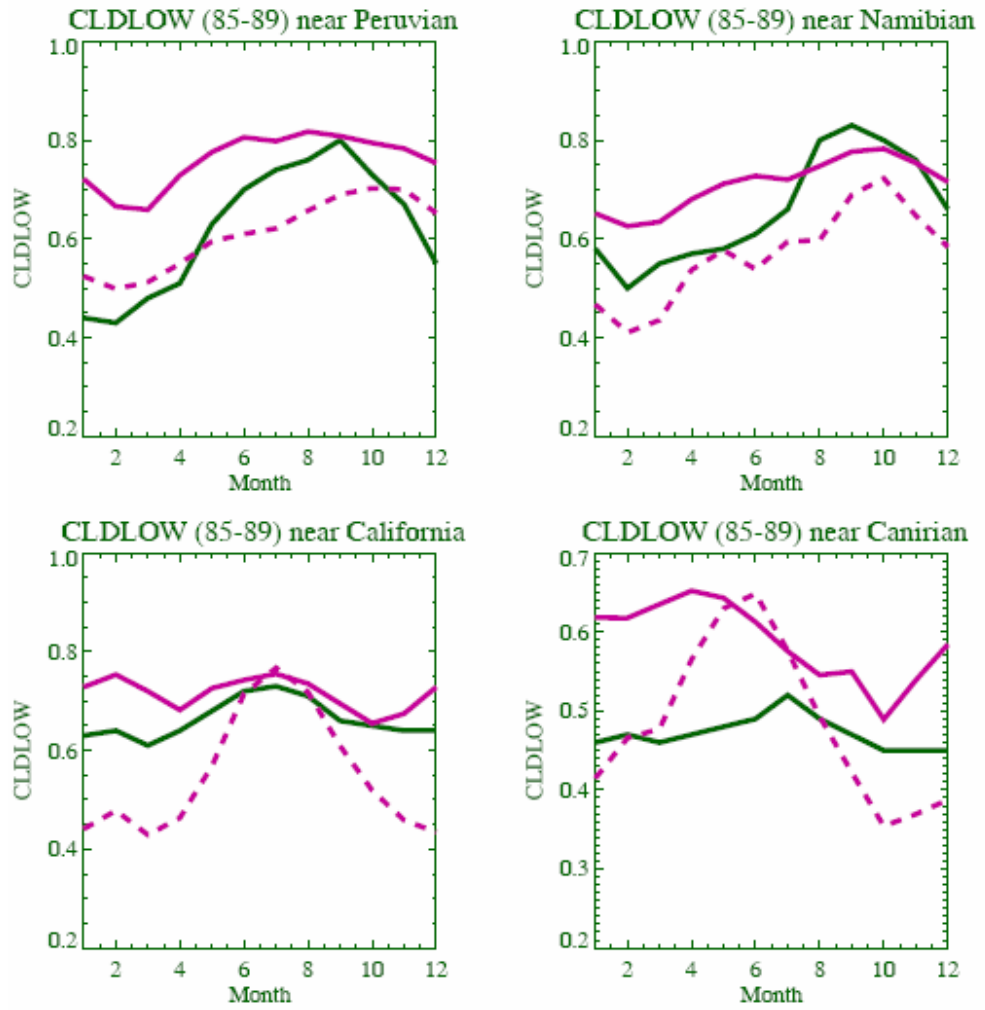 CLDLOW (85-89) near Peruvian
1.0
0.8
0.6
0.4
0.2
CLDLOW
2 4 6 8 10 12
Month
CLDLOW (85-89) near Namibian
1.0
0.8
0.6
0.4
0.2
CLDLOW
2 4 6 8 10 12
Month
CLDLOW (85-89) near California
1.0
0.8
0.6
0.4
0.2
CLDLOW
2 4 6 8 10 12
Month
CLDLOW (85-89) near Canirian
0.7
0.6
0.5
0.4
0.3
0.2
CLDLOW
2 4 6 8 10 12
Month